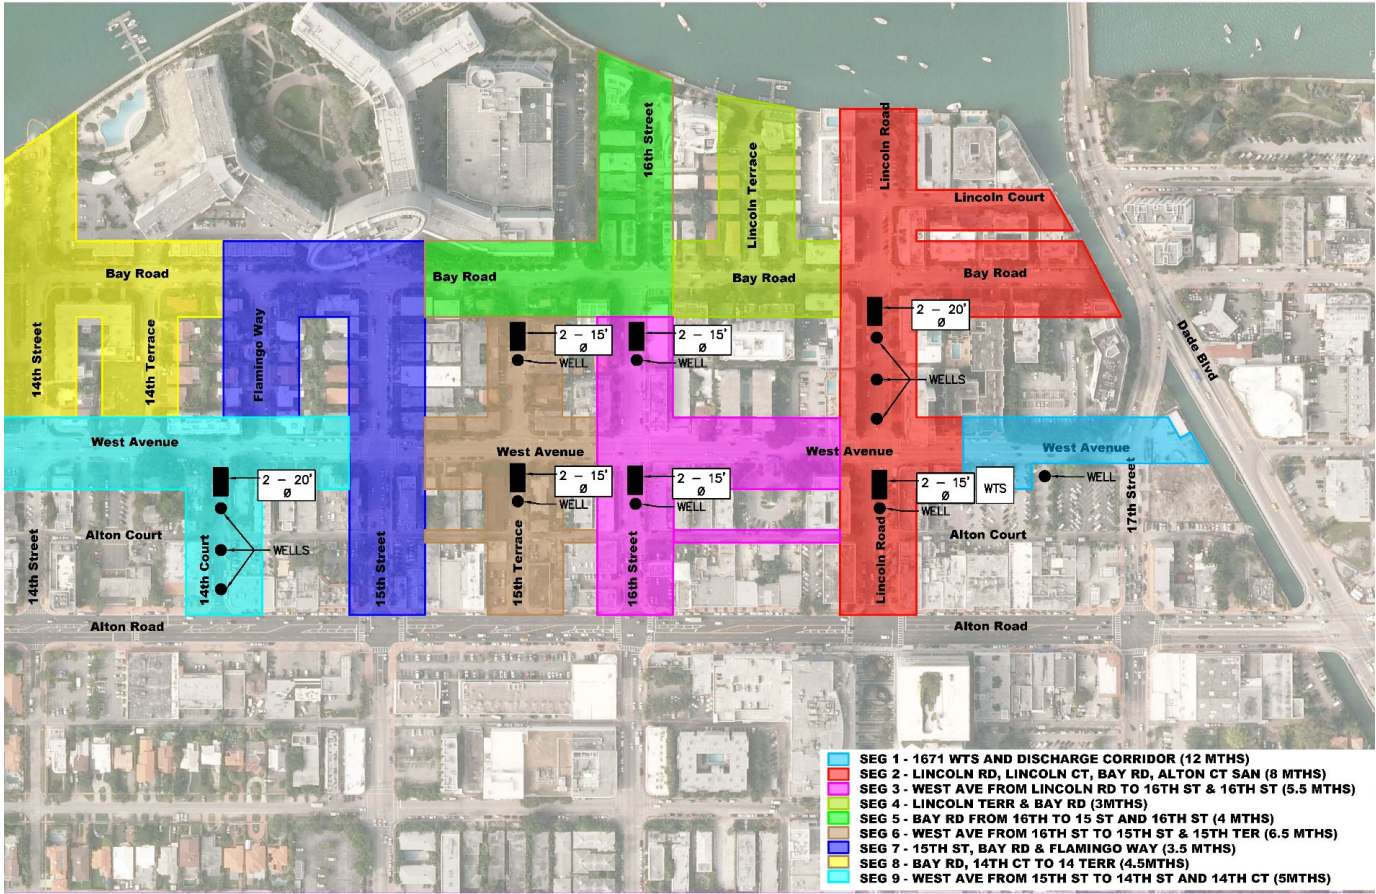 16th Street
Lincoln Terrace
Lincoln Road
Lincoln Court
Bay Road
Bay Road
Bay Road
Bay Road
14th Street
14th Terrace
Flamingo Way
Dade Blvd
2 - 15'
Ø
WELL
2 - 15'
Ø
WELL
2 - 20'
Ø
WELLS
West Avenue
West Avenue
West Avenue
West Avenue
2 - 20'
Ø
WELLS
2 - 15'
Ø
WELL
2 - 15'
Ø
WELL
2 - 15'
Ø
WELL
WTS
WELL
17th Street
14th Street
Alton Court
14th Court
15th Street
15th Terrace
16th Street
Lincoln Road
Alton Court
Alton Road
Alton Road
SEG 1 - 1671 WTS AND DISCHARGE CORRIDOR (12 MTHS)
SEG 2 - LINCOLN RD, LINCOLN CT, BAY RD, ALTON CT SAN (8 MTHS)
SEG 3 - WEST AVE FROM LINCOLN RD TO 16TH ST & 16TH ST (5.5 MTHS)
SEG 4 - LINCOLN TERR & BAY RD (3MTHS)
SEG 5 - BAY RD FROM 16TH TO 15 ST AND 16TH ST (4 MTHS)
SEG 6 - WEST AVE FROM 16TH ST TO 15TH ST & 15TH TER (6.5 MTHS)
SEG 7 - 15TH ST, BAY RD & FLAMINGO WAY (3.5 MTHS)
SEG 8 - BAY RD, 14TH CT TO 14 TERR (4.5MTHS)
SEG 9 - WEST AVE FROM 15TH ST TO 14TH ST AND 14TH CT (5MTHS)